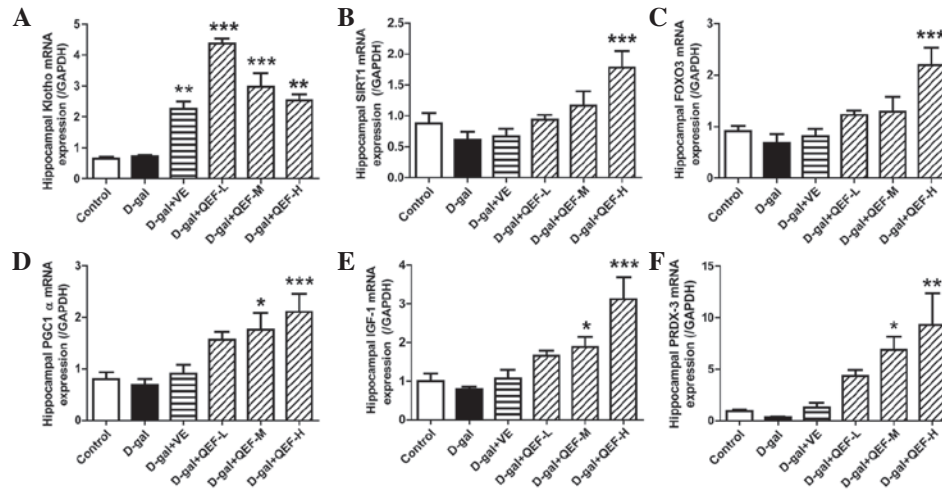 A
Hippocampal Klotho mRNA
expression (/GAPDH)
5
4
3
2
1
0
**
***
***
**
Control
D-gal
D-gal+VE
D-gal+QEF-L
D-gal+QEF-M
D-gal+QEF-H
B
Hippocampal SIRT1 mRNA
expression (/GAPDH)
2.5
2.0
1.5
1.0
0.5
0.0
***
Control
D-gal
D-gal+VE
D-gal+QEF-L
D-gal+QEF-M
D-gal+QEF-H
C
Hippocampal FOXO3 mRNA
expression (/GAPDH)
3
2
1
0
***
Control
D-gal
D-gal+VE
D-gal+QEF-L
D-gal+QEF-M
D-gal+QEF-H
D
Hippocampal PGC1 α mRNA
expression (/GAPDH)
3
2
1
0
*
***
Control
D-gal
D-gal+VE
D-gal+QEF-L
D-gal+QEF-M
D-gal+QEF-H
E
Hippocampal IGF-1 mRNA
expression (/GAPDH)
4
3
2
1
0
*
***
Control
D-gal
D-gal+VE
D-gal+QEF-L
D-gal+QEF-M
D-gal+QEF-H
F
Hippocampal PRDX-3 mRNA
expression (/GAPDH)
15
10
5
0
*
**
Control
D-gal
D-gal+VE
D-gal+QEF-L
D-gal+QEF-M
D-gal+QEF-H